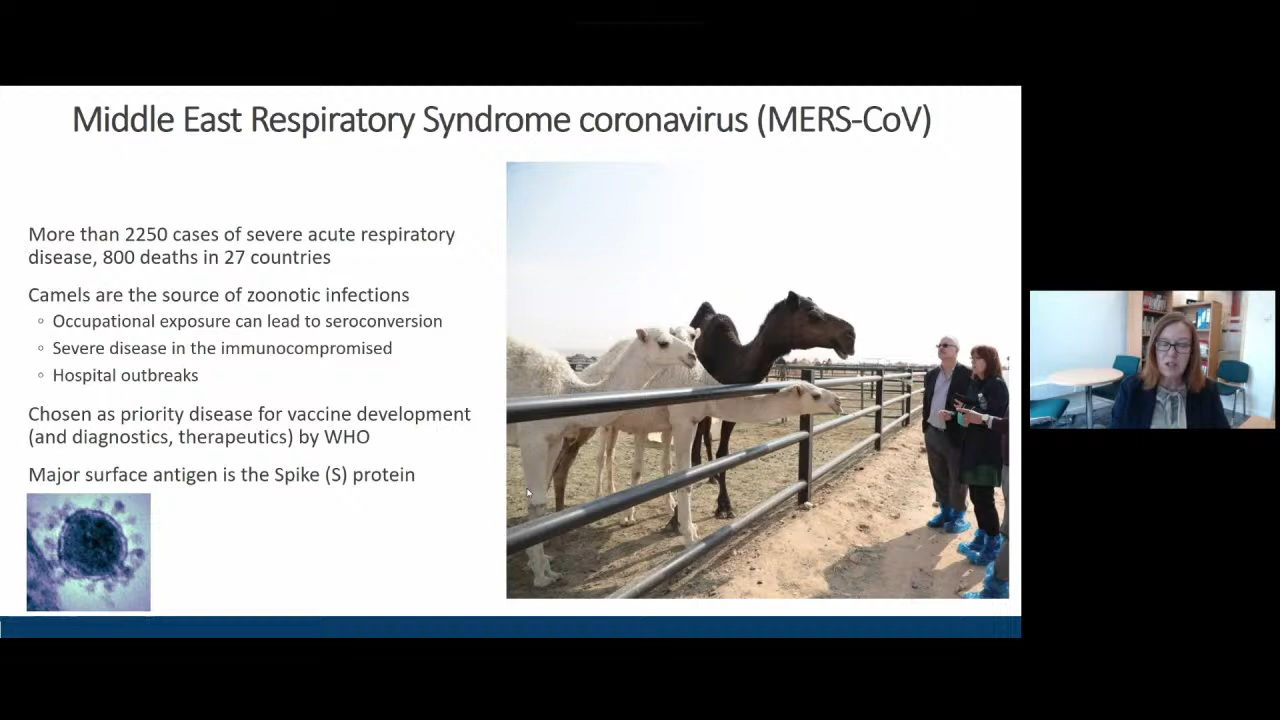 Middle East Respiratory Syndrome coronavirus (MERS-CoV)
More than 2250 cases of severe acute respiratory
disease, 800 deaths in 27 countries
Camels are the source of zoonotic infections
◦ Occupational exposure can lead to seroconversion
◦ Severe disease in the immunocompromised
◦ Hospital outbreaks
Chosen as priority disease for vaccine development
(and diagnostics, therapeutics) by WHO
Major surface antigen is the Spike (S) protein